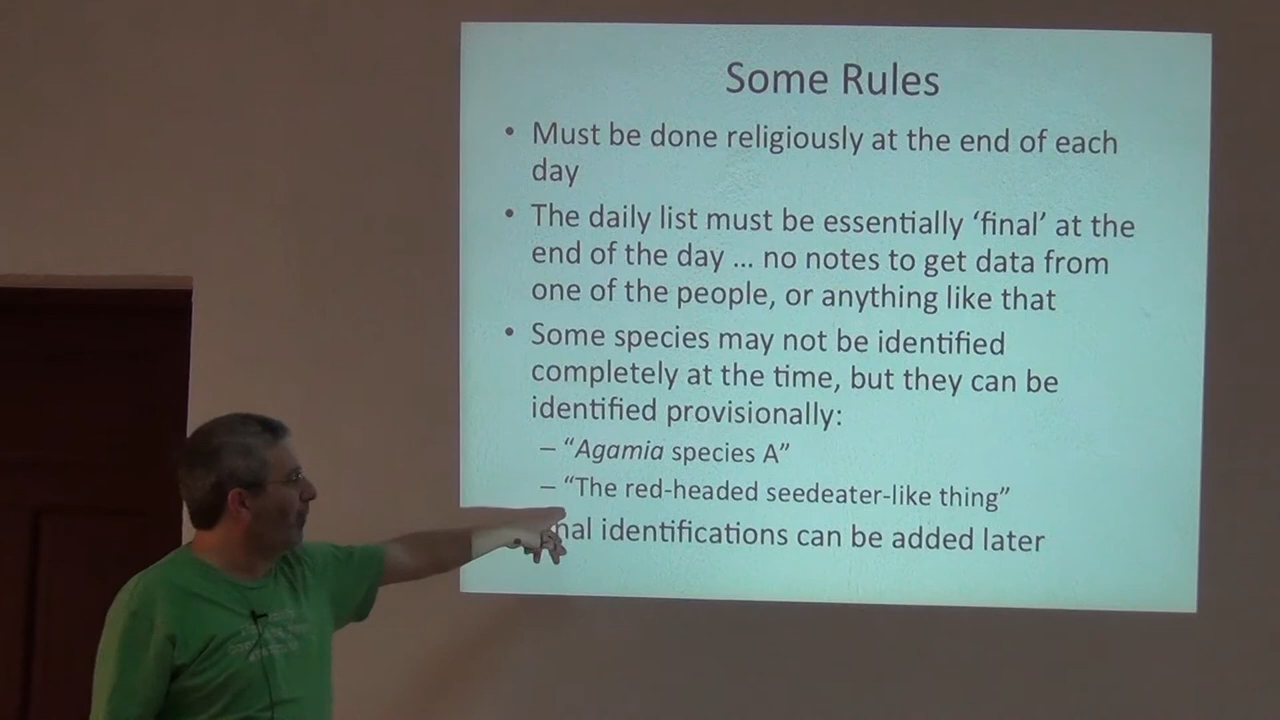 Some Rules
• Must be done religiously at the end of each
day
• The daily list must be essentially ‘final’ at the
end of the day ... no notes to get data from
one of the people, or anything like that
• Some species may not be identified
completely at the time, but they can be
identified provisionally:
– “Agamia species A”
– “The red-headed seedeater-like thing”
nal identifications can be added later